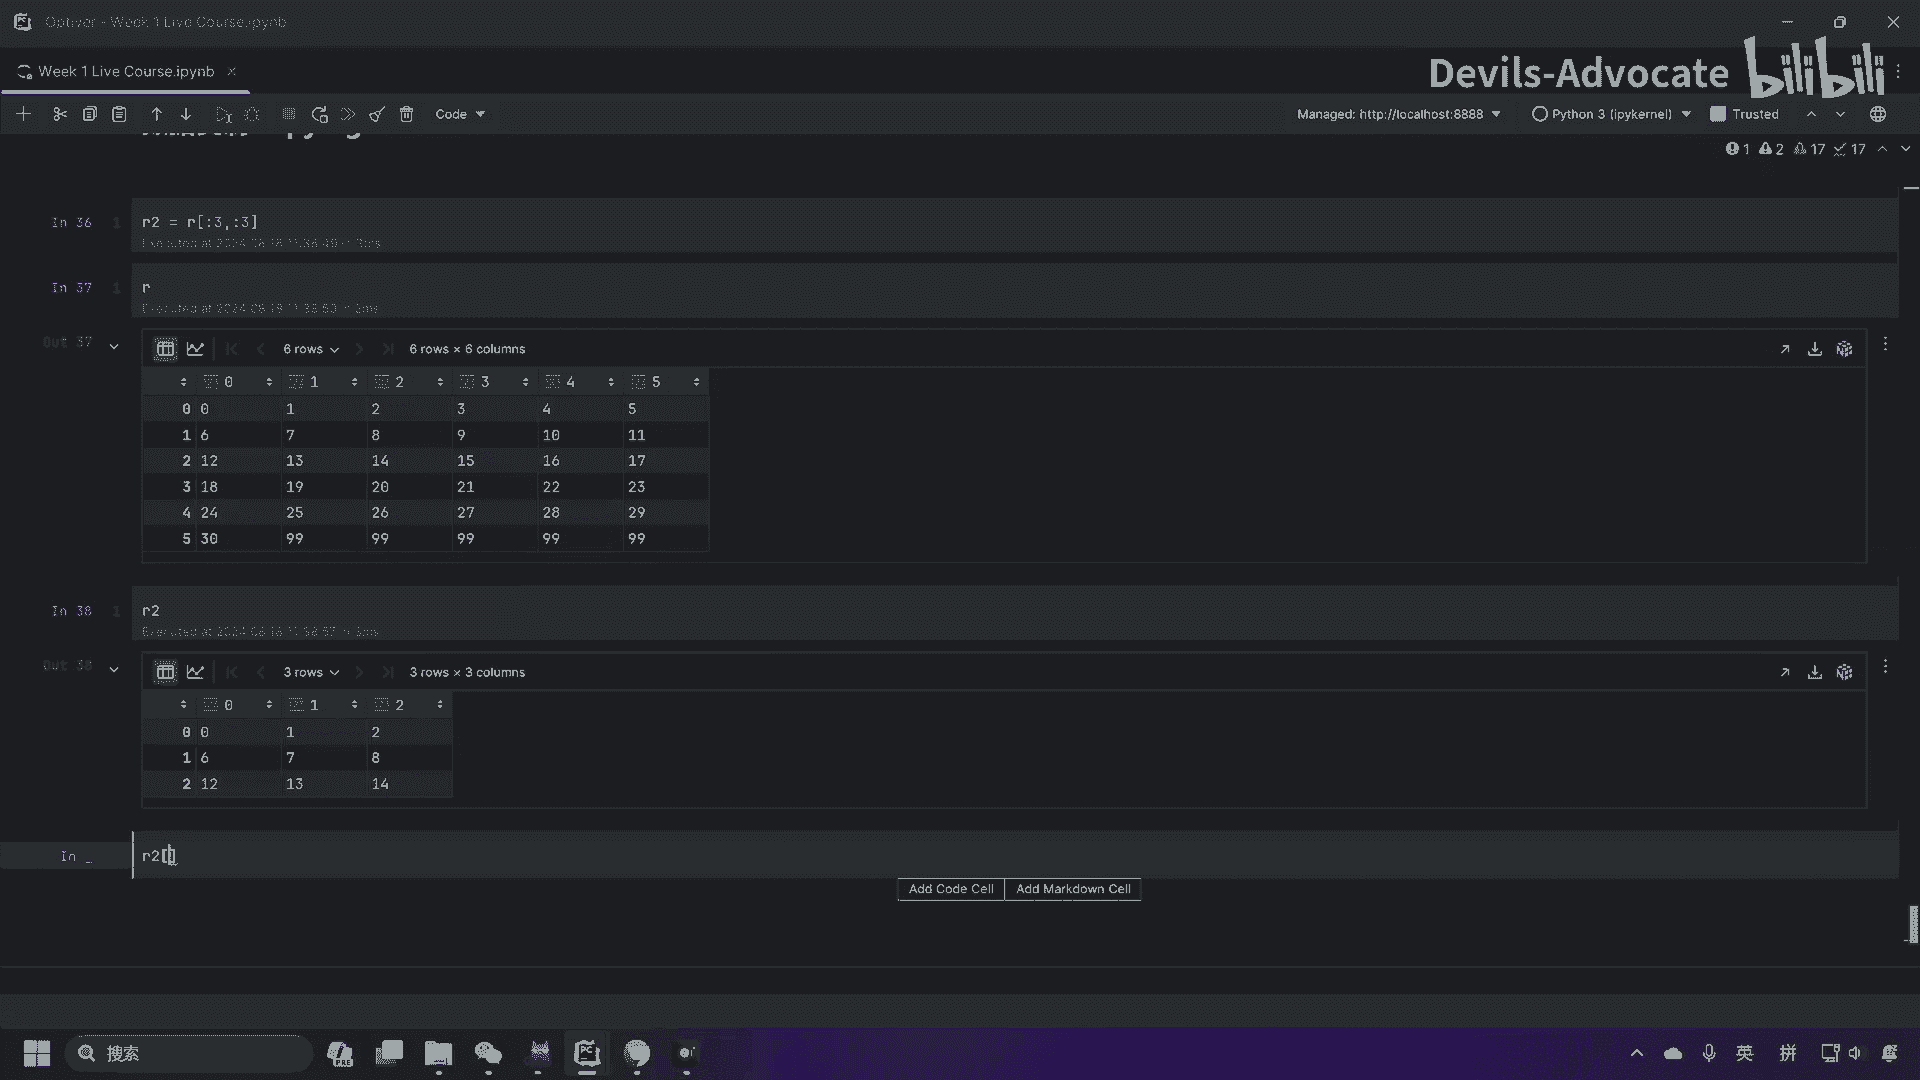 Optiver - Week 1 Live Course.ipynb
Week 1 Live Course.ipynb
Devils-Advocate bilibili
Code
Managed: http://localhost:8888 Python 3 (ipykernel) Trusted
1 2 17 17
In 36 1 r2 = r[:3,:3]
In 37 1 r
Out 37 6 rows 6 rows × 6 columns
0 1 2 3 4 5
0 0 1 2 3 4 5
1 6 7 8 9 10 11
2 12 13 14 15 16 17
3 18 19 20 21 22 23
4 24 25 26 27 28 29
5 30 99 99 99 99 99
In 38 1 r2
Out 38 3 rows 3 rows × 3 columns
0 1 2
0 0 1 2
1 6 7 8
2 12 13 14
In _ r2[]
Add Code Cell Add Markdown Cell
搜索 PRE 英 拼